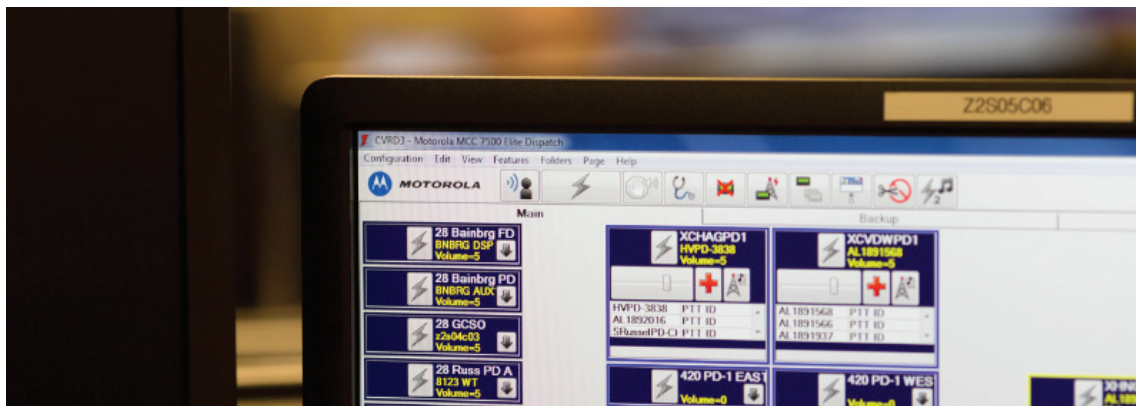 Z2S05C06
CVRD3 - Motorola MCC 7500 Elite Dispatch
Configuration Edit View Features Folders Page Help
MOTOROLA
2
Main
Backup
28 Bainbrg FD
BNBRG DSP
Volume=5
28 Bainbrg PD
BNBRG AUX
Volume=5
28 GCSO
z2s04c03
Volume=5
28 Russ PD A
8123 WT
Volume=5
XCHAGPD1
HVPD-3838
Volume=5
HVPD-3838 PTT ID
AL1892016 PTT ID
SRusselPD-CI PTT ID
XCVDWPD1
AL1891568
Volume=5
AL1891568 PTT ID
AL1891566 PTT ID
AL1891937 PTT ID
420 PD-1 EAST
Volume=0
420 PD-1 WES
Volume=0